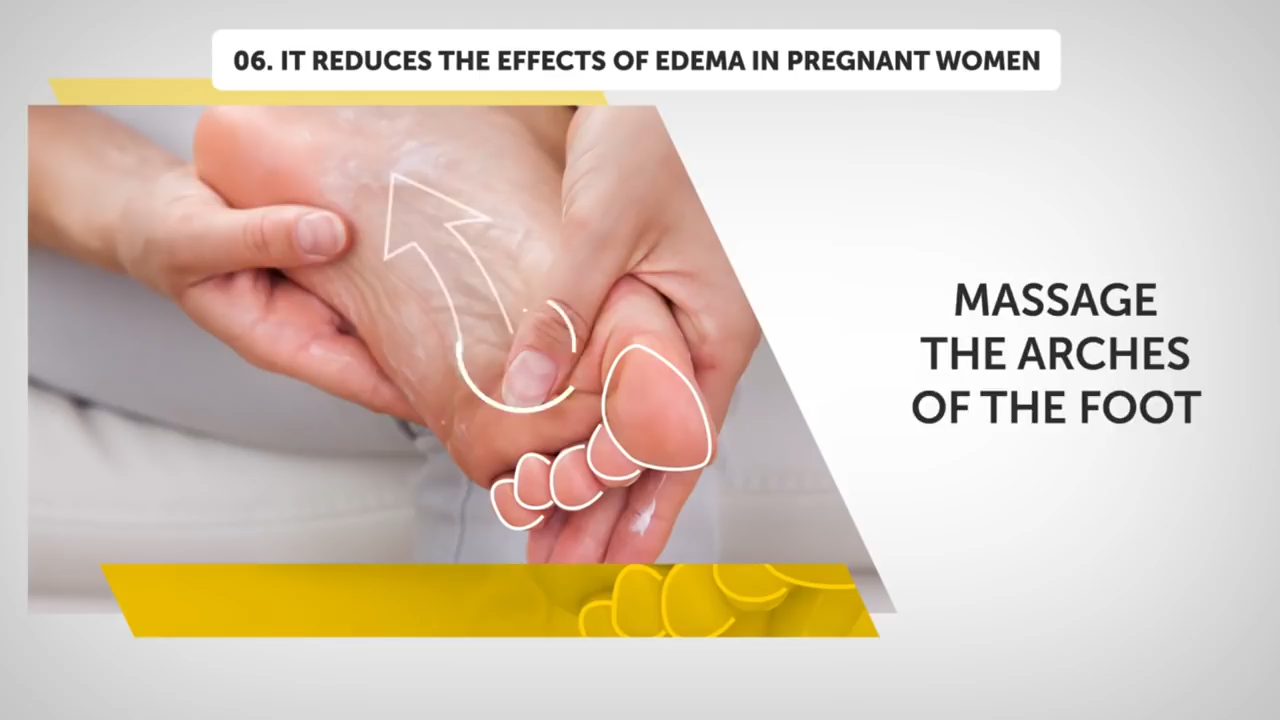 06. IT REDUCES THE EFFECTS OF EDEMA IN PREGNANT WOMEN
MASSAGE
THE ARCHES
OF THE FOOT